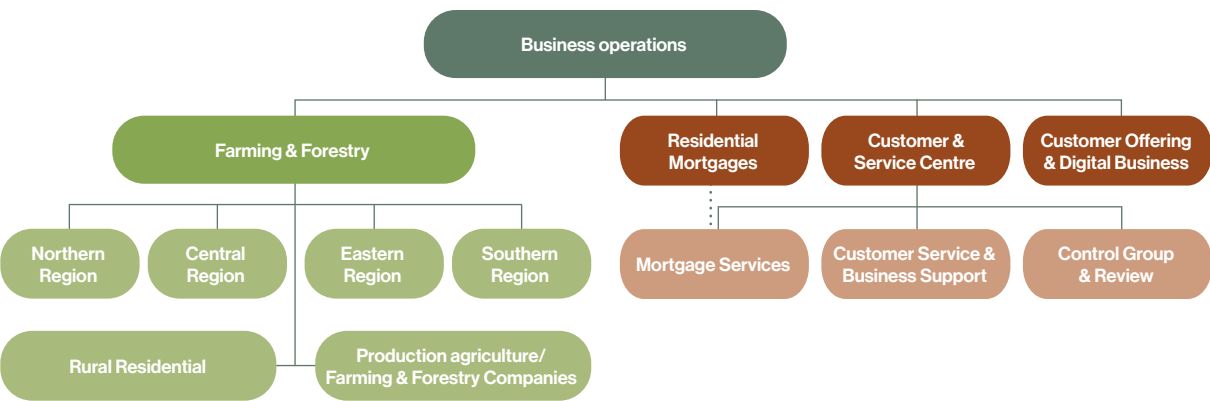 Business operations
Farming & Forestry
Residential
Mortgages
Customer &
Service Centre
Customer Offering
& Digital Business
Northern
Region
Central
Region
Eastern
Region
Southern
Region
Mortgage Services
Customer Service &
Business Support
Control Group
& Review
Rural Residential
Production agriculture/
Farming & Forestry Companies